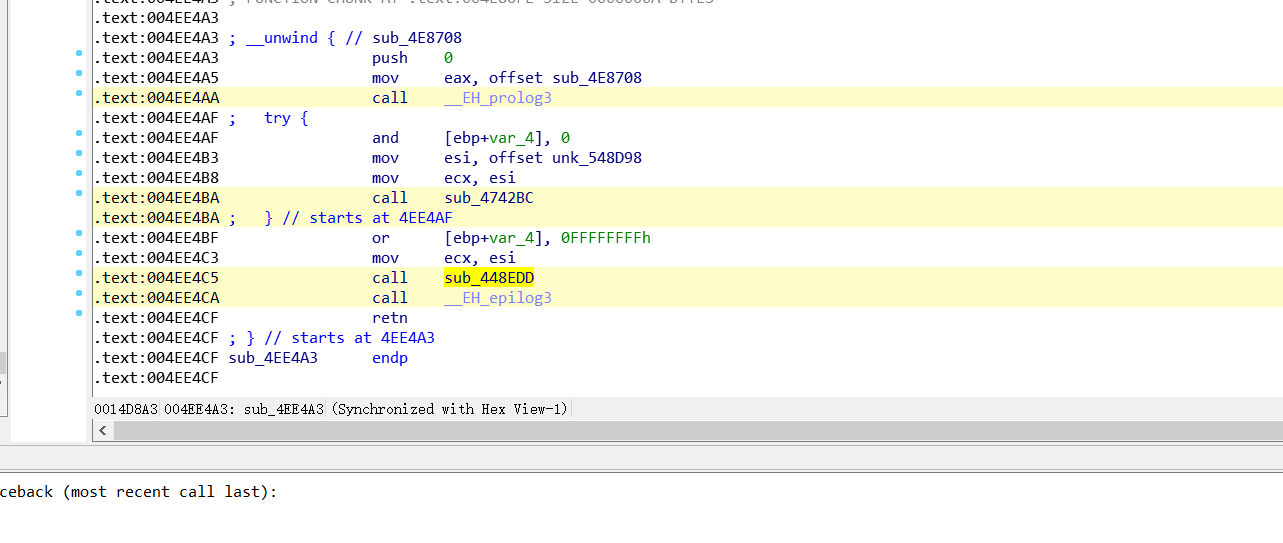 .text:004EE4A3 ; FUNCTION CHUNK AT .text:
.text:004EE4A3
.text:004EE4A3 ; __unwind { // sub_4E8708
.text:004EE4A3 push 0
.text:004EE4A5 mov eax, offset sub_4E8708
.text:004EE4AA call __EH_prolog3
.text:004EE4AF ; try {
.text:004EE4AF and [ebp+var_4], 0
.text:004EE4B3 mov esi, offset unk_548D98
.text:004EE4B8 mov ecx, esi
.text:004EE4BA call sub_4742BC
.text:004EE4BA ; } // starts at 4EE4AF
.text:004EE4BF or [ebp+var_4], 0FFFFFFFFh
.text:004EE4C3 mov ecx, esi
.text:004EE4C5 call sub_448EDD
.text:004EE4CA call __EH_epilog3
.text:004EE4CF retn
.text:004EE4CF ; } // starts at 4EE4A3
.text:004EE4CF sub_4EE4A3 endp
.text:004EE4CF
0014D8A3 004EE4A3: sub_4EE4A3 (Synchronized with Hex View-1)
ceback (most recent call last):